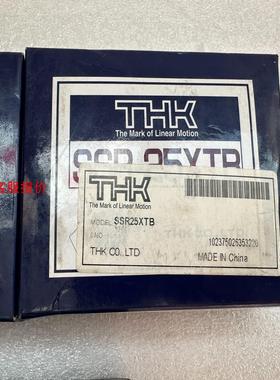 THK
The Mark of Linear Motion
SSR 25XTB
THK
The Mark of Linear Motion
MODEL SSR25XTB
THK CO., LTD
102375026353220
MADE IN China